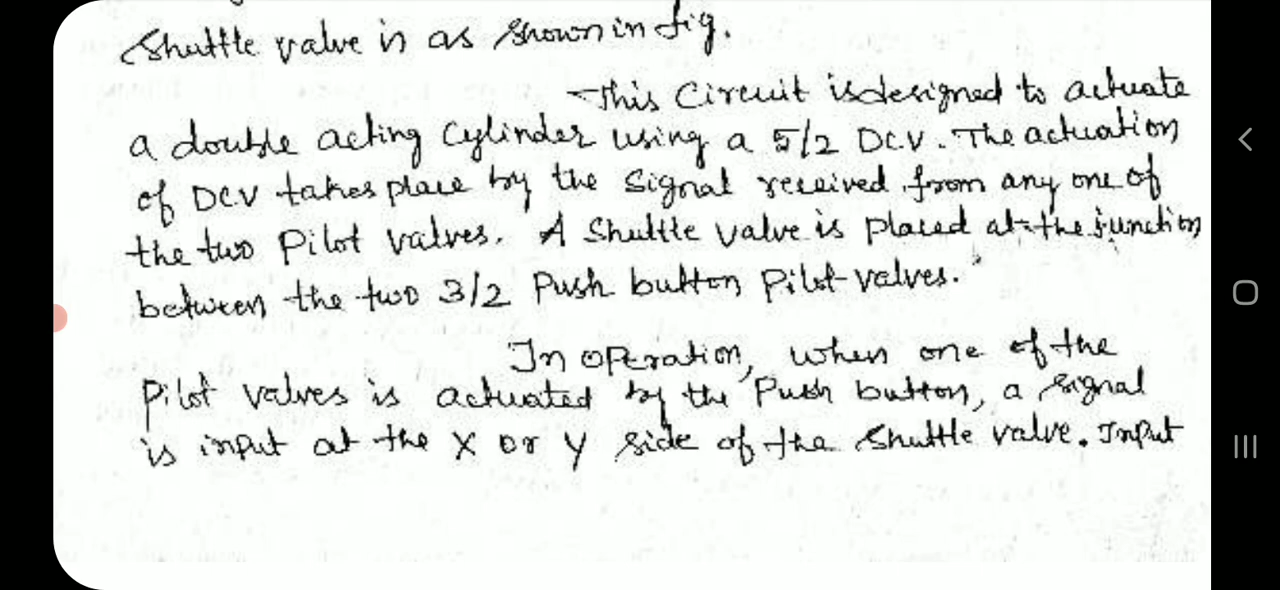 Shuttle valve is as shown in fig.
This Circuit is designed to actuate
a double acting Cylinder using a 5/2 DCV. The actuation
of DCV takes place by the Signal received from any one of
the two Pilot valves. A Shuttle valve is placed at the junction
between the two 3/2 Push button Pilot valves.
In operation, when one of the
Pilot valves is actuated by the Push button, a signal
is input at the X or Y side of the Shuttle valve. Input